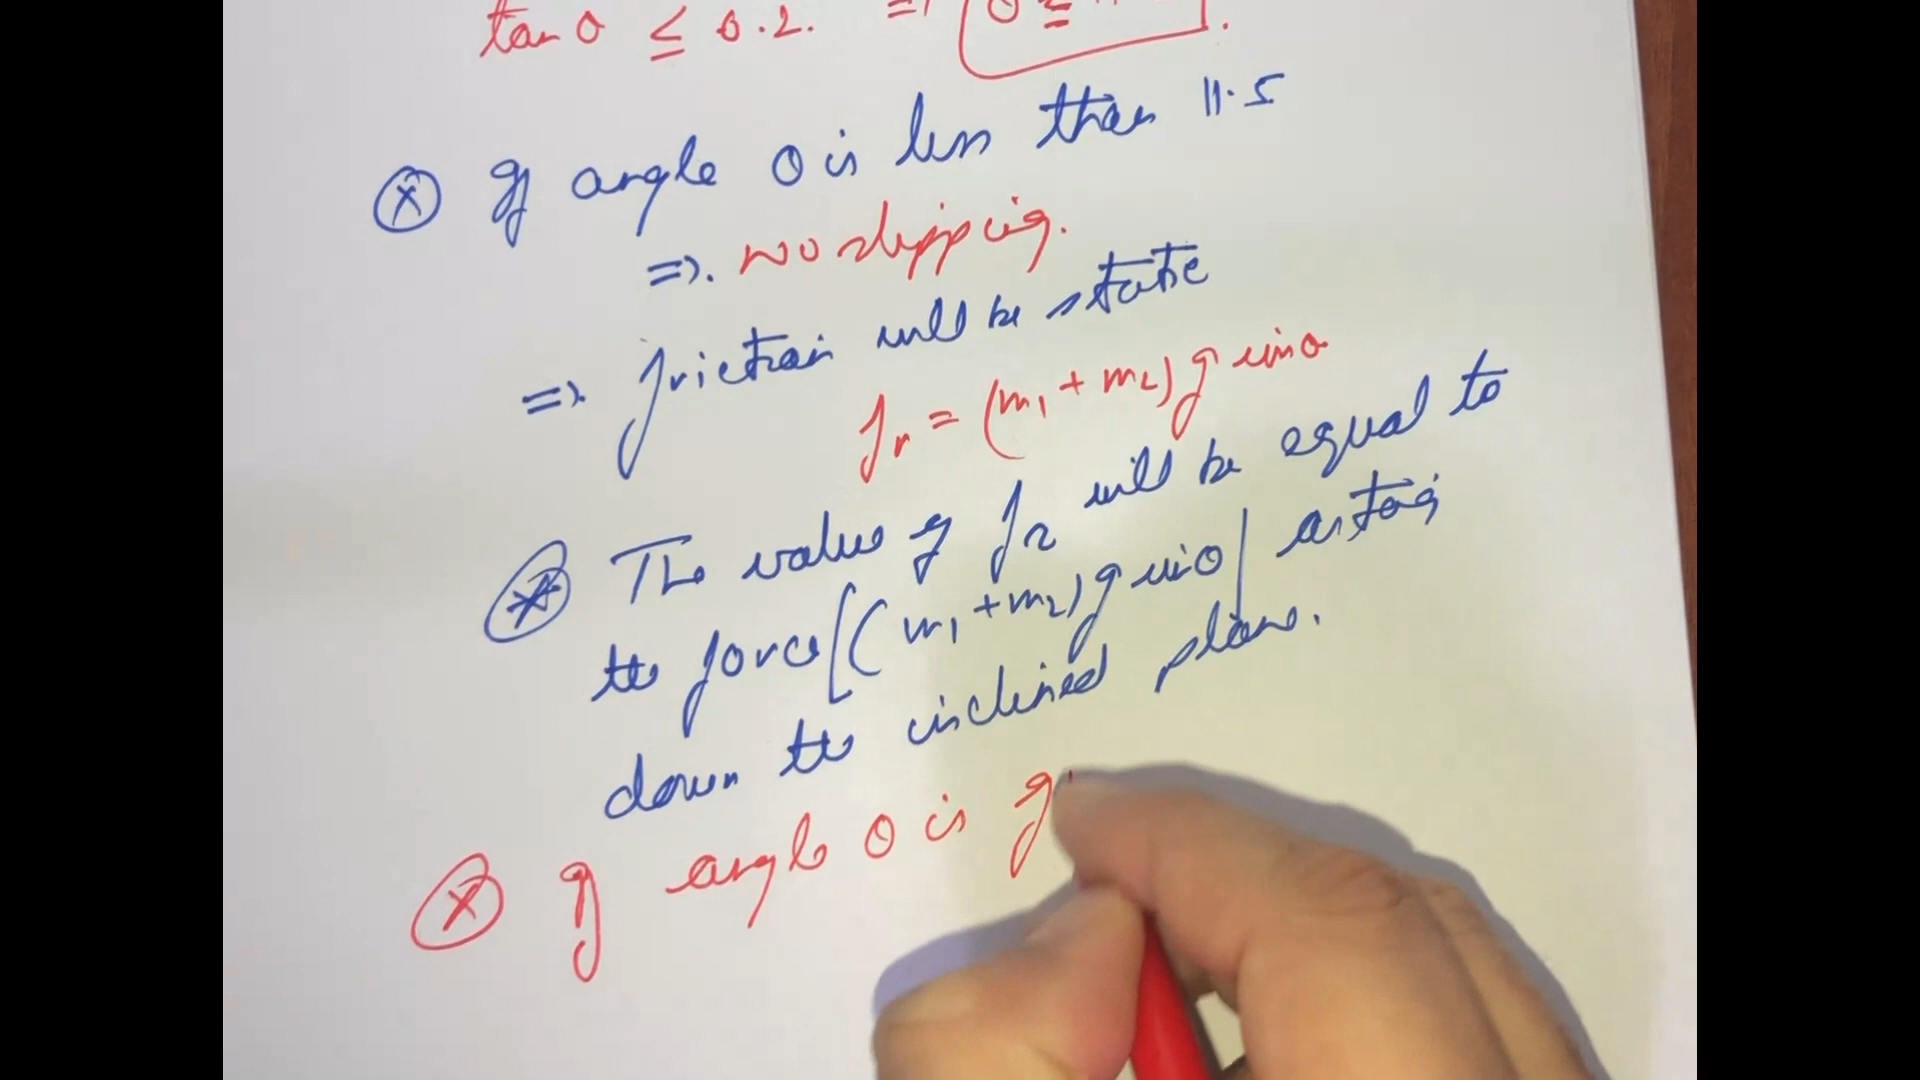 tan θ ≤ 0.2. ⇒ θ ≤ 11
If angle θ is less than 11.5
⇒ no slipping.
⇒ friction will be static
fr = (m1 + m2) g sin θ
The value of f2 will be equal to
the force [(m1 + m2) g sin θ] acting
down the inclined plane.
If angle θ is g